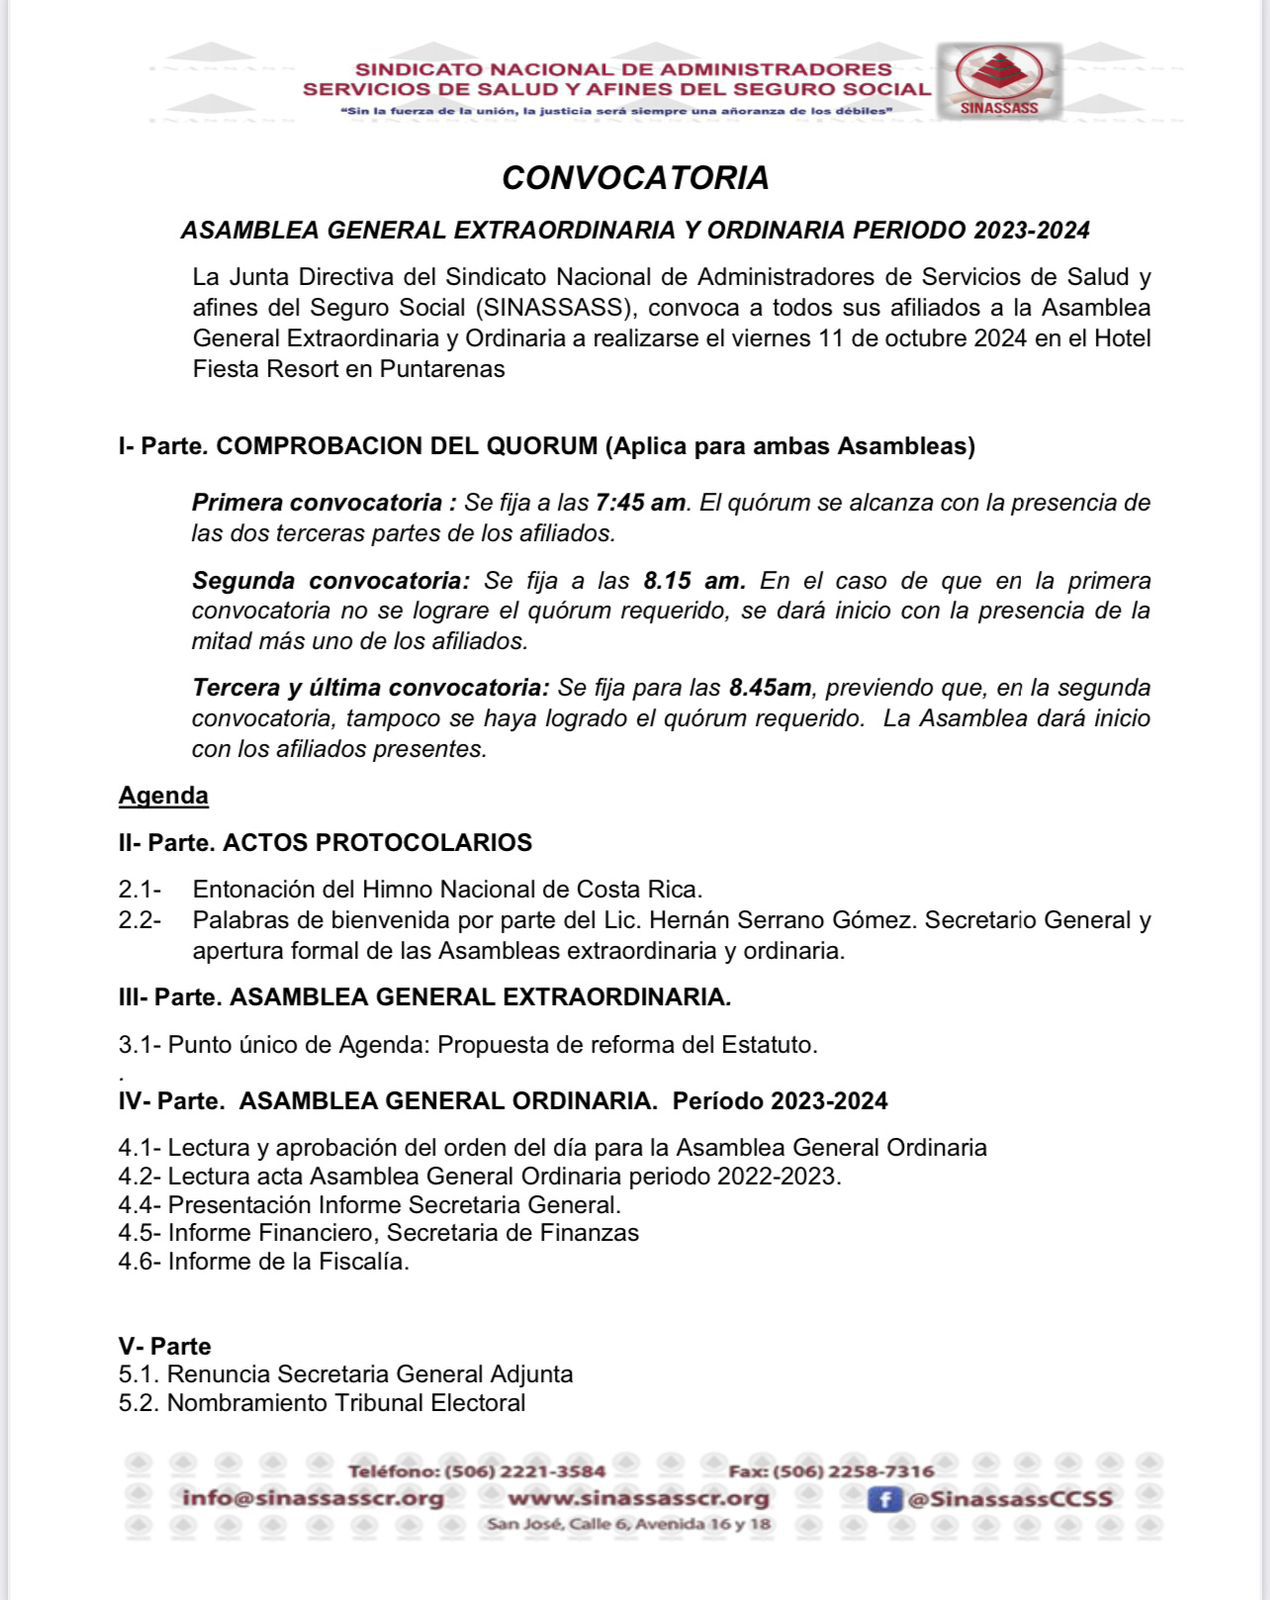 SINDICATO NACIONAL DE ADMINISTRADORES
SERVICIOS DE SALUD Y AFINES DEL SEGURO SOCIAL
“Sin la fuerza de la unión, la justicia será siempre una añoranza de los débiles”
SINASSASS
CONVOCATORIA
ASAMBLEA GENERAL EXTRAORDINARIA Y ORDINARIA PERIODO 2023-2024
La Junta Directiva del Sindicato Nacional de Administradores de Servicios de Salud y
afines del Seguro Social (SINASSASS), convoca a todos sus afiliados a la Asamblea
General Extraordinaria y Ordinaria a realizarse el viernes 11 de octubre 2024 en el Hotel
Fiesta Resort en Puntarenas
I- Parte. COMPROBACION DEL QUORUM (Aplica para ambas Asambleas)
Primera convocatoria : Se fija a las 7:45 am. El quórum se alcanza con la presencia de
las dos terceras partes de los afiliados.
Segunda convocatoria: Se fija a las 8.15 am. En el caso de que en la primera
convocatoria no se lograre el quórum requerido, se dará inicio con la presencia de la
mitad más uno de los afiliados.
Tercera y última convocatoria: Se fija para las 8.45am, previendo que, en la segunda
convocatoria, tampoco se haya logrado el quórum requerido.  La Asamblea dará inicio
con los afiliados presentes.
Agenda
II- Parte. ACTOS PROTOCOLARIOS
2.1- Entonación del Himno Nacional de Costa Rica.
2.2- Palabras de bienvenida por parte del Lic. Hernán Serrano Gómez. Secretario General y
apertura formal de las Asambleas extraordinaria y ordinaria.
III- Parte. ASAMBLEA GENERAL EXTRAORDINARIA.
3.1- Punto único de Agenda: Propuesta de reforma del Estatuto.
.
IV- Parte.  ASAMBLEA GENERAL ORDINARIA.  Período 2023-2024
4.1- Lectura y aprobación del orden del día para la Asamblea General Ordinaria
4.2- Lectura acta Asamblea General Ordinaria periodo 2022-2023.
4.4- Presentación Informe Secretaria General.
4.5- Informe Financiero, Secretaria de Finanzas
4.6- Informe de la Fiscalía.
V- Parte
5.1. Renuncia Secretaria General Adjunta
5.2. Nombramiento Tribunal Electoral
Teléfono: (506) 2221-3584 Fax: (506) 2258-7316
info@sinassasscr.org www.sinassasscr.org @SinassassCCSS
San José, Calle 6, Avenida 16 y 18